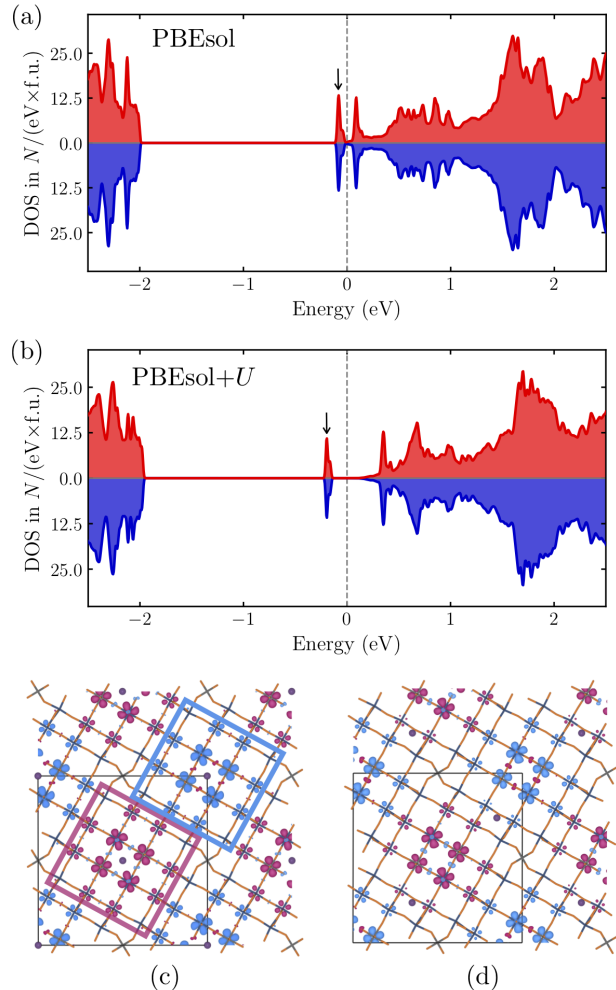 (a)
PBEsol
DOS in N/(eV×f.u.)
25.0
12.5
0.0
12.5
25.0
−2
−1
0
1
2
Energy (eV)
(b)
PBEsol+U
DOS in N/(eV×f.u.)
25.0
12.5
0.0
12.5
25.0
−2
−1
0
1
2
Energy (eV)
(c)
(d)